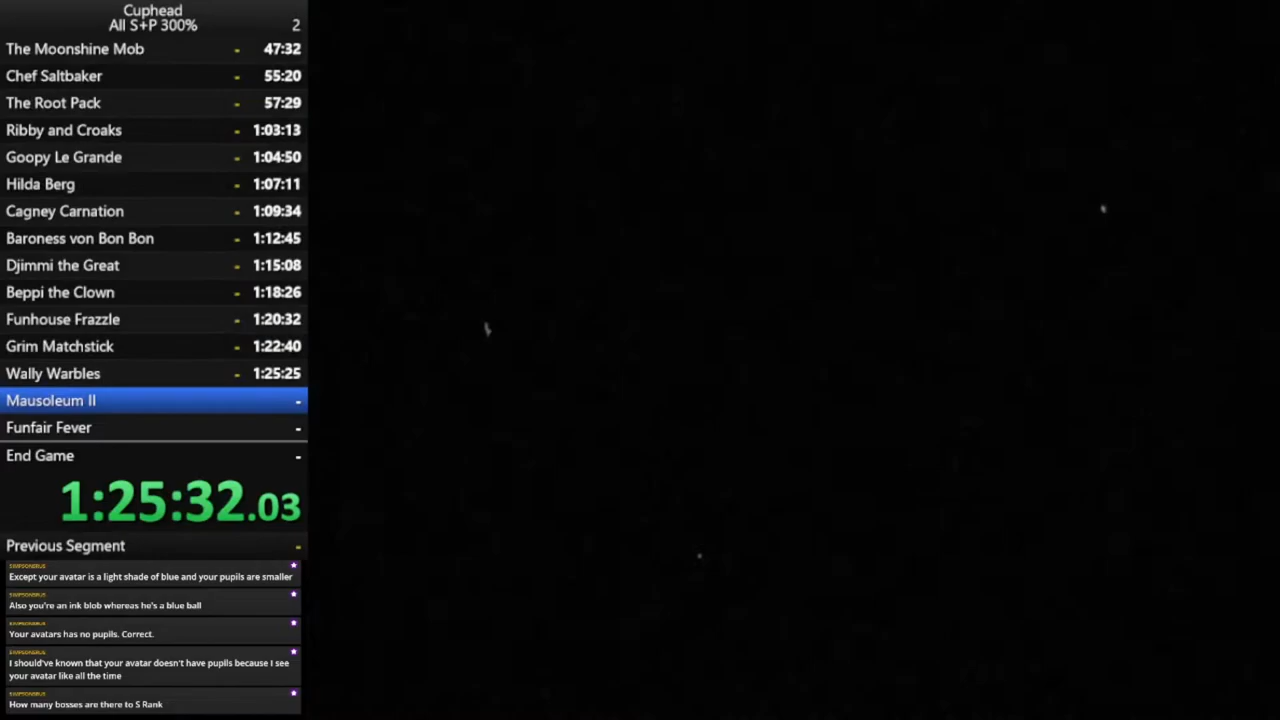 Cuphead
All S+P 300% 2
The Moonshine Mob - 47:32
Chef Saltbaker - 55:20
The Root Pack - 57:29
Ribby and Croaks - 1:03:13
Goopy Le Grande - 1:04:50
Hilda Berg - 1:07:11
Cagney Carnation - 1:09:34
Baroness von Bon Bon - 1:12:45
Djimmi the Great - 1:15:08
Beppi the Clown - 1:18:26
Funhouse Frazzle - 1:20:32
Grim Matchstick - 1:22:40
Wally Warbles - 1:25:25
Mausoleum II -
Funfair Fever -
End Game -
1:25:32.03
Previous Segment -
Except your avatar is a light shade of blue and your pupils are smaller
Also you're an ink blob whereas he's a blue ball
Your avatars has no pupils. Correct.
I should've known that your avatar doesn't have pupils because I see
your avatar like all the time
How many bosses are there to S Rank